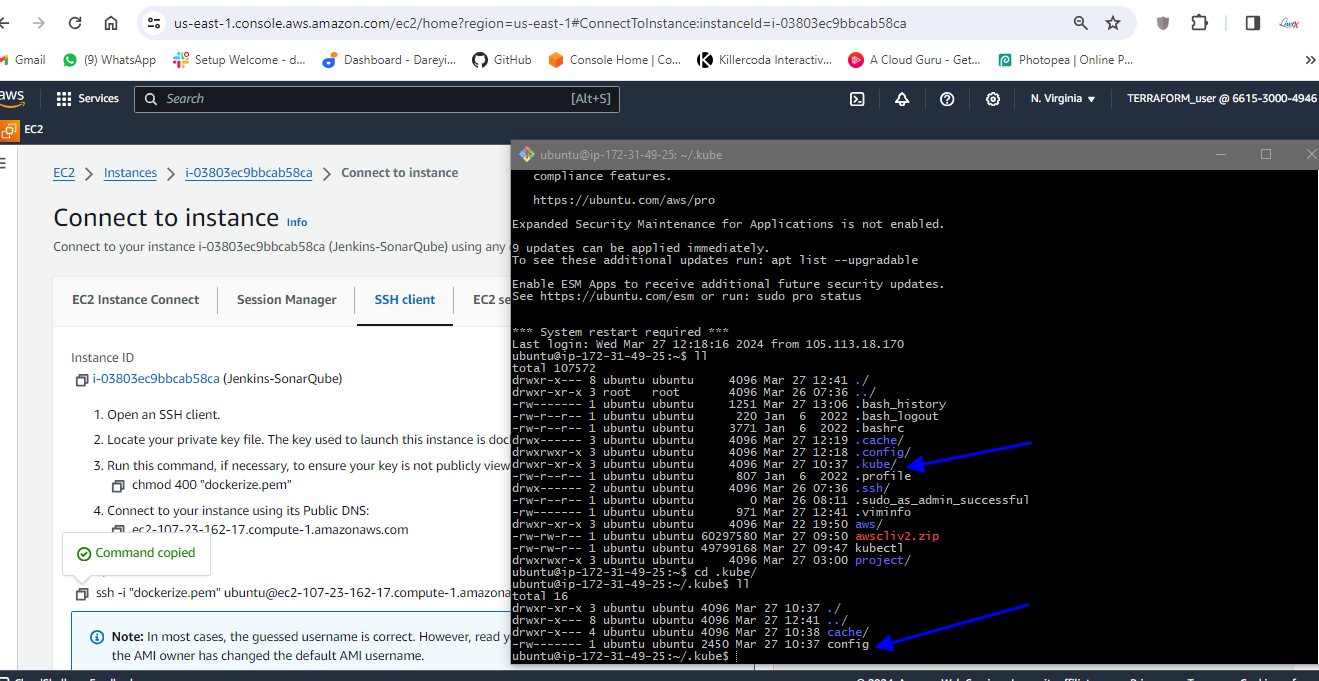 us-east-1.console.aws.amazon.com/ec2/home?region=us-east-1#ConnectToInstance:instanceId=i-03803ec9bbcab58ca
Gmail (9) WhatsApp Setup Welcome - d... Dashboard - Dareyi... GitHub Console Home | Co... Killercoda Interactiv... A Cloud Guru - Get... Photopea | Online P... »
aws Services Search [Alt+S] N. Virginia ▼ TERRAFORM_user @ 6615-3000-4946
EC2
EC2 > Instances > i-03803ec9bbcab58ca > Connect to instance
Connect to instance Info
Connect to your instance i-03803ec9bbcab58ca (Jenkins-SonarQube) using any
EC2 Instance Connect Session Manager SSH client EC2 se
Instance ID
i-03803ec9bbcab58ca (Jenkins-SonarQube)
1. Open an SSH client.
2. Locate your private key file. The key used to launch this instance is doc
3. Run this command, if necessary, to ensure your key is not publicly view
chmod 400 "dockerize.pem"
4. Connect to your instance using its Public DNS:
ec2-107-23-162-17.compute-1.amazonaws.com
Command copied
ssh -i "dockerize.pem" ubuntu@ec2-107-23-162-17.compute-1.amazona
Note: In most cases, the guessed username is correct. However, read y
the AMI owner has changed the default AMI username.
ubuntu@ip-172-31-49-25: ~/.kube
compliance features.
https://ubuntu.com/aws/pro
Expanded Security Maintenance for Applications is not enabled.
9 updates can be applied immediately.
To see these additional updates run: apt list --upgradable
Enable ESM Apps to receive additional future security updates.
See https://ubuntu.com/esm or run: sudo pro status
*** System restart required ***
Last login: Wed Mar 27 12:18:16 2024 from 105.113.18.170
ubuntu@ip-172-31-49-25:~$ ll
total 107572
drwxr-x--- 8 ubuntu ubuntu 4096 Mar 27 12:41 ./
drwxr-xr-x 3 root root 4096 Mar 26 07:36 ../
-rw------- 1 ubuntu ubuntu 1251 Mar 27 13:06 .bash_history
-rw-r--r-- 1 ubuntu ubuntu 220 Jan 6 2022 .bash_logout
-rw-r--r-- 1 ubuntu ubuntu 3771 Jan 6 2022 .bashrc
drwx------ 3 ubuntu ubuntu 4096 Mar 27 12:19 .cache/
drwxrwxr-x 3 ubuntu ubuntu 4096 Mar 27 12:18 .config/
drwxrwxr-x 3 ubuntu ubuntu 4096 Mar 27 10:37 .kube/
-rw-r--r-- 1 ubuntu ubuntu 807 Jan 6 2022 .profile
drwx------ 2 ubuntu ubuntu 4096 Mar 26 07:36 .ssh/
-rw-r--r-- 1 ubuntu ubuntu 0 Mar 26 08:11 .sudo_as_admin_successful
-rw------- 1 ubuntu ubuntu 971 Mar 27 12:41 .viminfo
drwxr-xr-x 3 ubuntu ubuntu 4096 Mar 22 19:50 aws/
-rw-rw-r-- 1 ubuntu ubuntu 60297580 Mar 27 09:50 awscliv2.zip
-rw-rw-r-- 1 ubuntu ubuntu 49799168 Mar 27 09:47 kubectl
drwxrwxr-x 3 ubuntu ubuntu 4096 Mar 27 03:00 project/
ubuntu@ip-172-31-49-25:~$ cd .kube/
ubuntu@ip-172-31-49-25:~/.kube$ ll
total 16
drwxrwxr-x 3 ubuntu ubuntu 4096 Mar 27 10:37 ./
drwxr-x--- 8 ubuntu ubuntu 4096 Mar 27 12:41 ../
drwxr-x--- 4 ubuntu ubuntu 4096 Mar 27 10:38 cache/
-rw------- 1 ubuntu ubuntu 2450 Mar 27 10:37 config
ubuntu@ip-172-31-49-25:~/.kube$